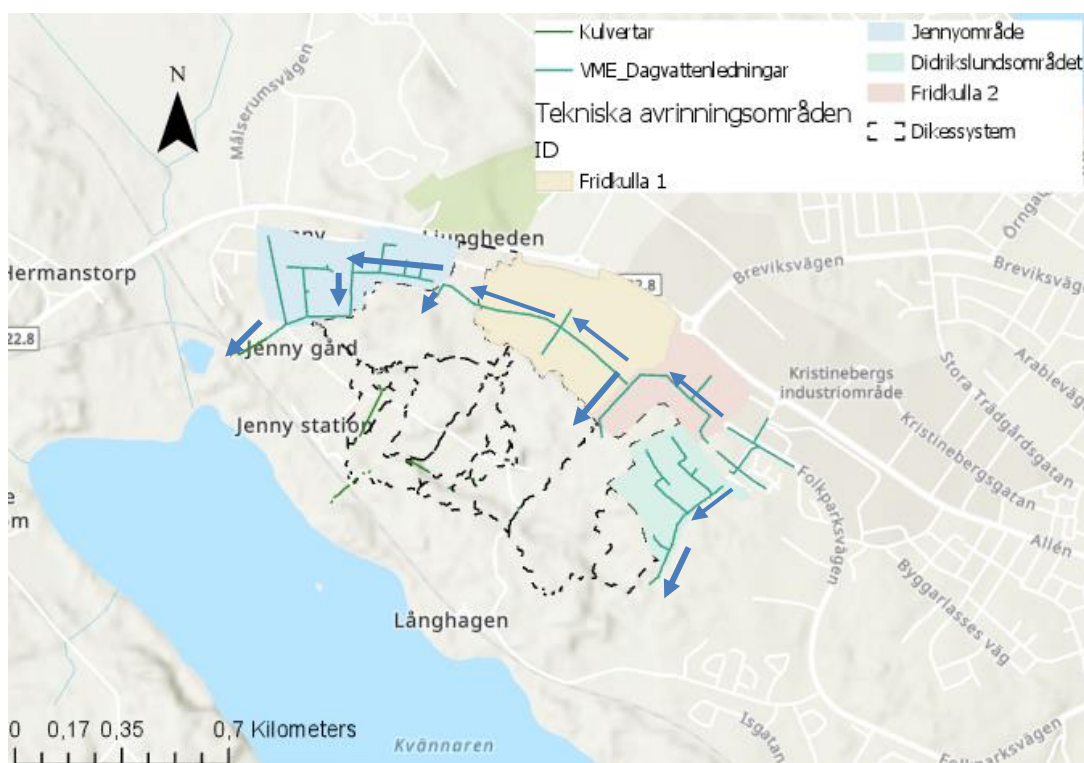 Kulvertar
VME_Dagvattenledningar
Tekniska avrinningsområden
ID
Fridkulla 1
Jennyområde
Didrikslundsområdet
Fridkulla 2
Dikessystem
N
Målserumsvägen
Hermanstorp
Ljungheden
22.8
22.8
Jenny gård
Jenny station
Långhagen
Kvännaren
Breviksvägen
Breviksvägen
Örngatan
Arablevägen
Stora Trädgårdsgatan
Kristinebergs
industriområde
Kristinebergsgatan
Folkparksvägen
Allén
Byggarlasses väg
Isgatan
Folkparksvägen
0 0,17 0,35 0,7 Kilometers